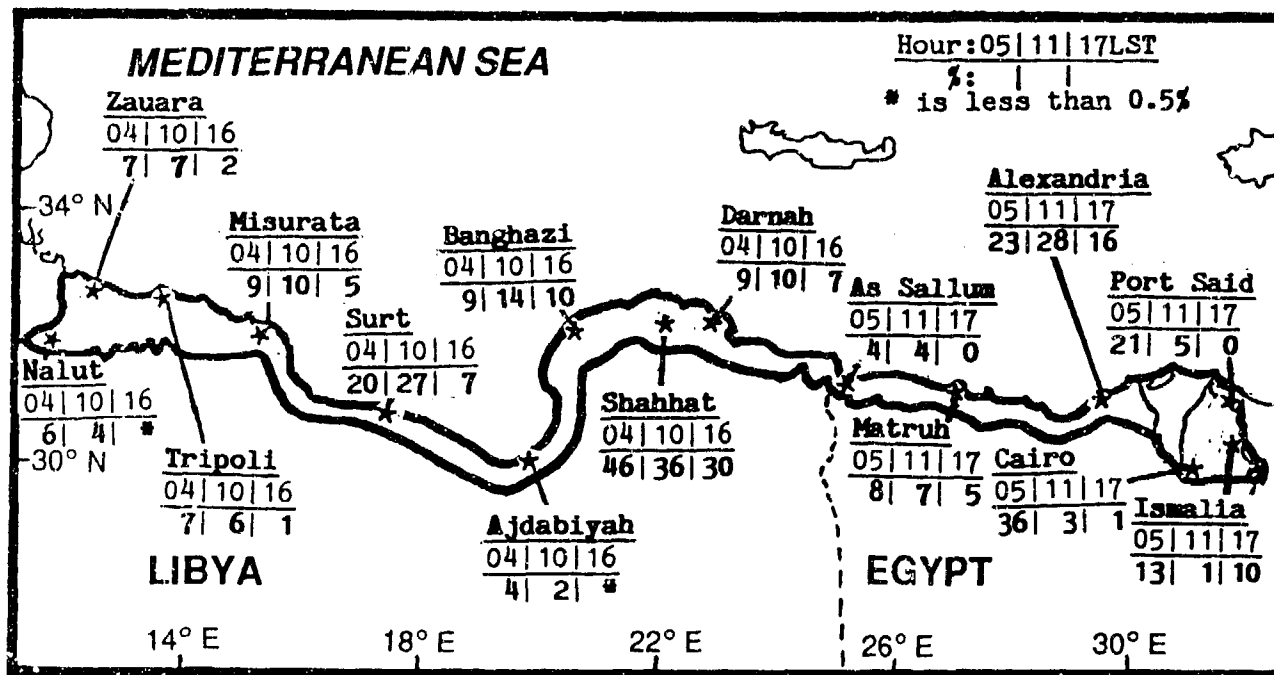 MEDITERRANEAN SEA
Hour:05|11|17LST
%: | |
* is less than 0.5%
Zauara
04|10|16
7| 7| 2
34° N
Misurata
04|10|16
9|10| 5
Banghazi
04|10|16
9|14|10
Darnah
04|10|16
9|10| 7
Alexandria
05|11|17
23|28|16
As Sallum
05|11|17
4| 4| 0
Port Said
05|11|17
21| 5| 0
Surt
04|10|16
20|27| 7
Nalut
04|10|16
6| 4| *
30° N
Tripoli
04|10|16
7| 6| 1
Shahhat
04|10|16
46|36|30
Matruh
05|11|17
8| 7| 5
Cairo
05|11|17
36| 3| 1
Ismalia
05|11|17
13| 1|10
Ajdabiyah
04|10|16
4| 2| *
LIBYA
EGYPT
14° E
18° E
22° E
26° E
30° E